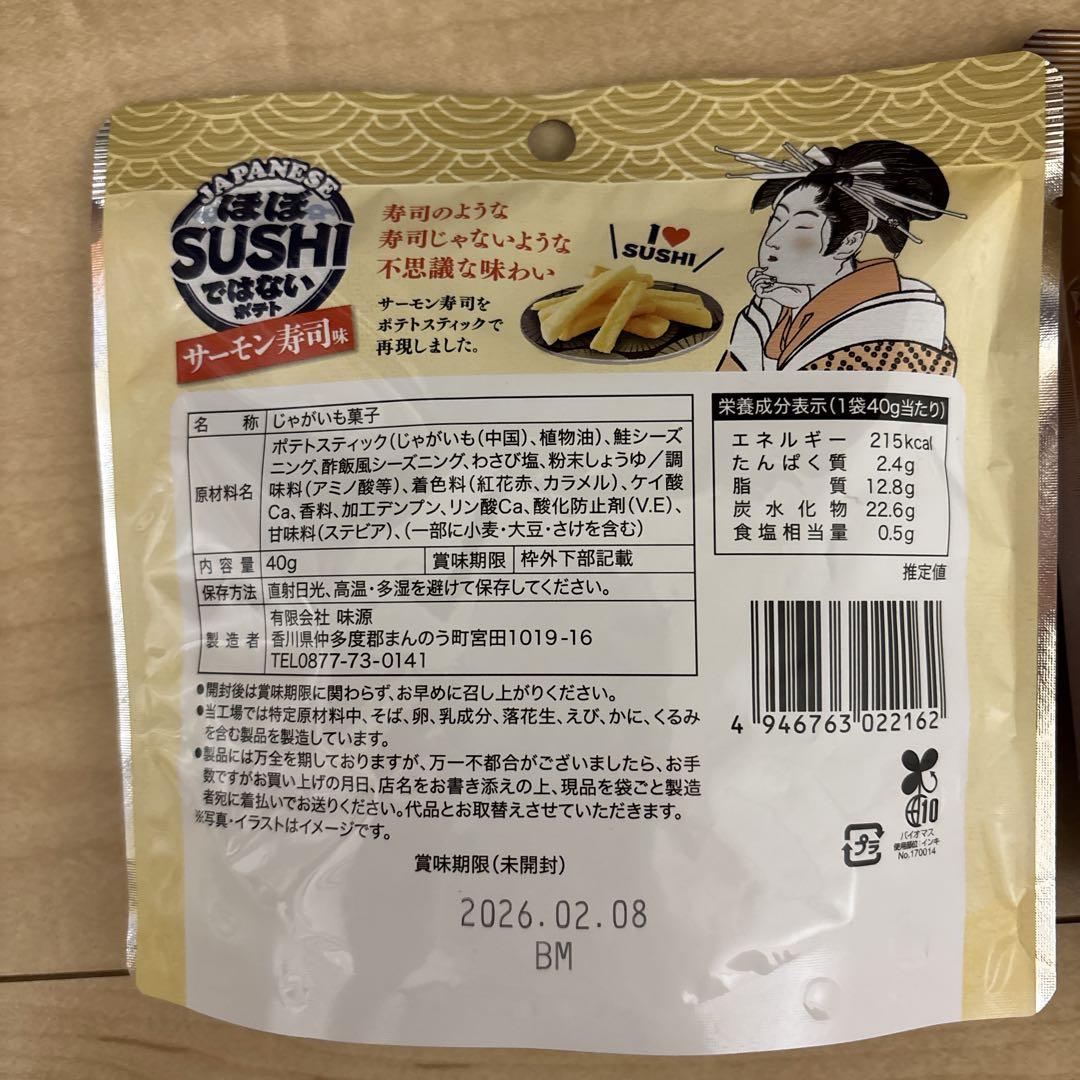 JAPANESE
ほぼ
SUSHI
ではない
ポテト
サーモン寿司味
寿司のような
寿司じゃないような
不思議な味わい
サーモン寿司を
ポテトスティックで
再現しました。
I♥
SUSHI
名称 じゃがいも菓子
原材料名
ポテトスティック(じゃがいも(中国)、植物油)、鮭シーズ
ニング、酢飯風シーズニング、わさび塩、粉末しょうゆ/調
味料(アミノ酸等)、着色料(紅花赤、カラメル)、ケイ酸
Ca、香料、加工デンプン、リン酸Ca、酸化防止剤(V.E)、
甘味料(ステビア)、(一部に小麦・大豆・さけを含む)
内容量 40g 賞味期限 枠外下部記載
保存方法 直射日光、高温・多湿を避けて保存してください。
製造者
有限会社 味源
香川県仲多度郡まんのう町宮田1019-16
TEL0877-73-0141
●開封後は賞味期限に関わらず、お早めに召し上がりください。
●当工場では特定原材料中、そば、卵、乳成分、落花生、えび、かに、くるみ
を含む製品を製造しています。
●製品には万全を期しておりますが、万一不都合がございましたら、お手
数ですがお買い上げの月日、店名をお書き添えの上、現品を袋ごと製造
者宛に着払いでお送りください。代品とお取替えさせていただきます。
※写真・イラストはイメージです。
賞味期限(未開封)
2026.02.08
BM
栄養成分表示(1袋40g当たり)
エネルギー 215kcal
たんぱく質 2.4g
脂質 12.8g
炭水化物 22.6g
食塩相当量 0.5g
推定値
4 946763 022162
10
バイオマス
使用部位:インキ
No.170014
プラ